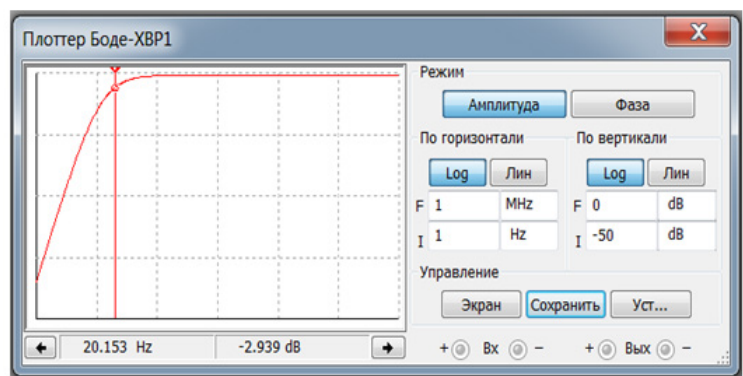 Плоттер Боде-XBP1
Режим
Амплитуда Фаза
По горизонтали По вертикали
Log Лин Log Лин
F 1 MHz F 0 dB
I 1 Hz I -50 dB
Управление
Экран Сохранить Уст...
20.153 Hz -2.939 dB
+ Вх - + Вых -